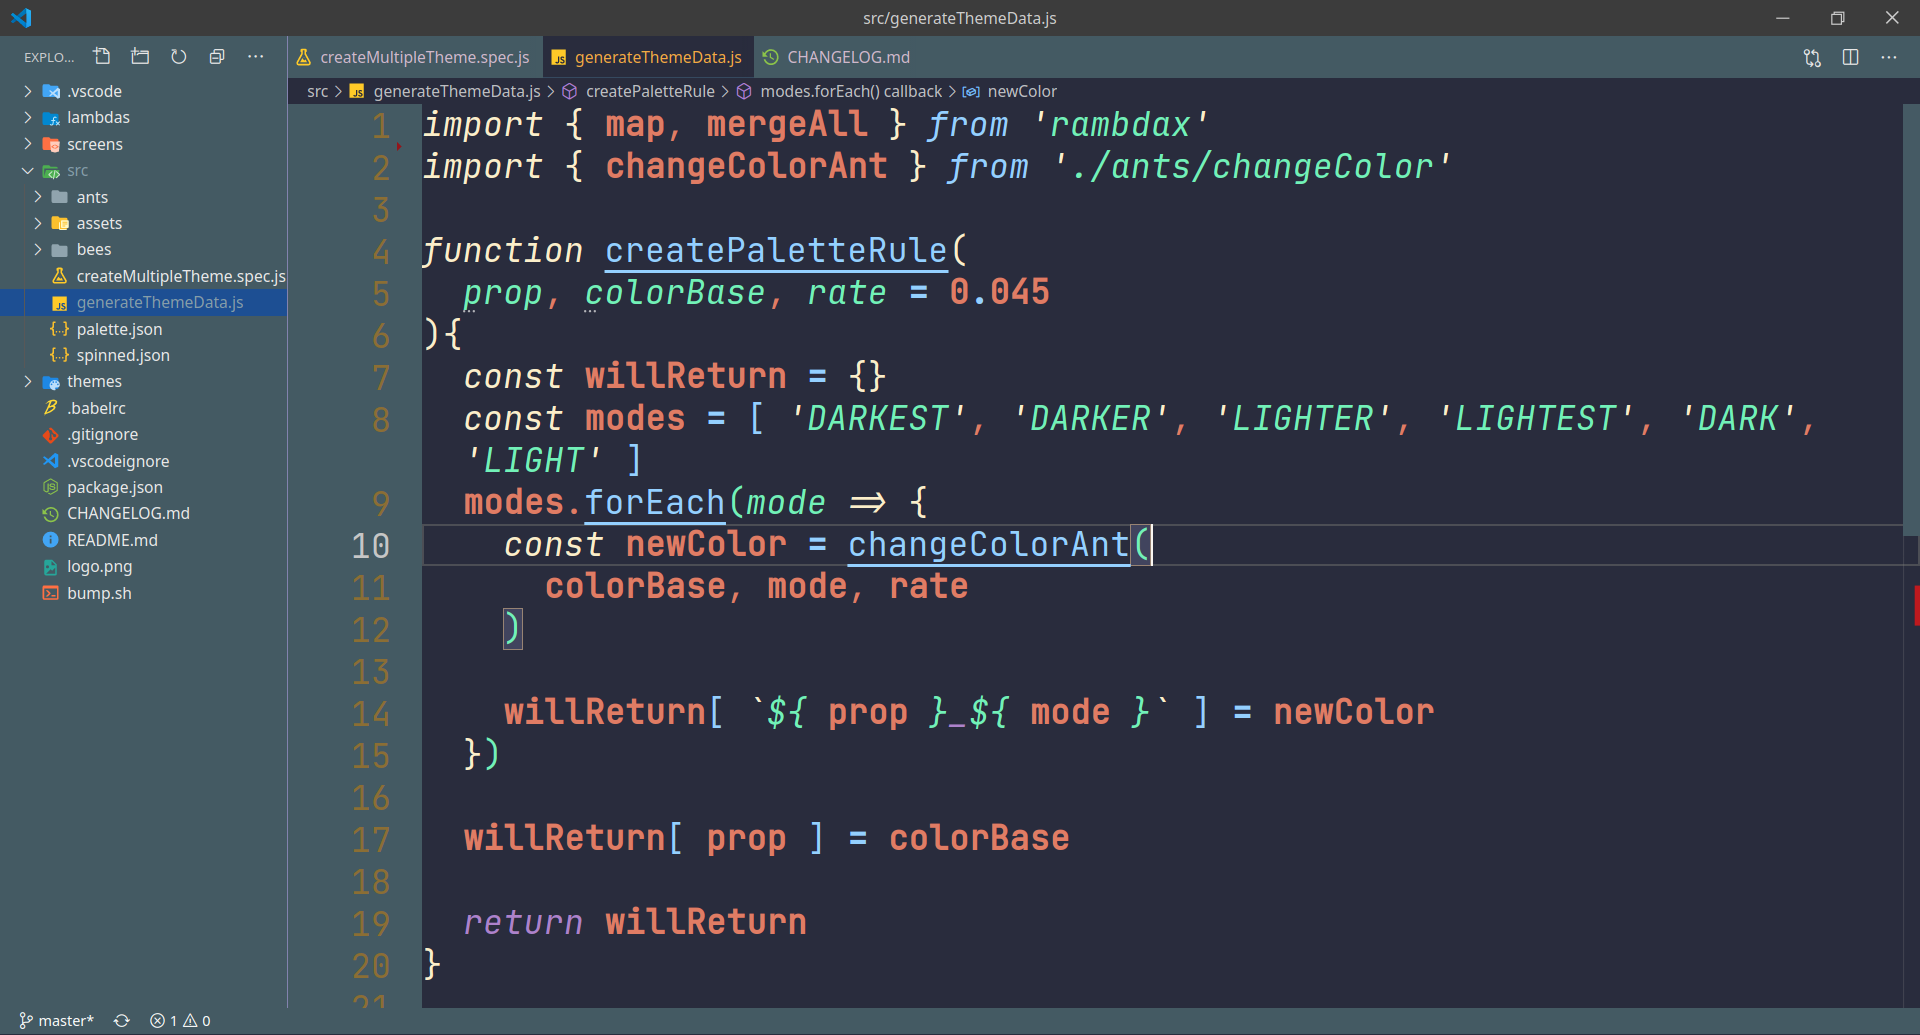 src/generateThemeData.js
EXPLO...
createMultipleTheme.spec.js
generateThemeData.js
CHANGELOG.md
src > generateThemeData.js > createPaletteRule > modes.forEach() callback > newColor
.vscode
lambdas
screens
src
ants
assets
bees
createMultipleTheme.spec.js
generateThemeData.js
palette.json
spinned.json
themes
.babelrc
.gitignore
.vscodeignore
package.json
CHANGELOG.md
README.md
logo.png
bump.sh
1 import { map, mergeAll } from 'rambdax'
2 import { changeColorAnt } from './ants/changeColor'
3
4 function createPaletteRule(
5   prop, colorBase, rate = 0.045
6 ){
7   const willReturn = {}
8   const modes = [ 'DARKEST', 'DARKER', 'LIGHTER', 'LIGHTEST', 'DARK',
  'LIGHT' ]
9   modes.forEach(mode => {
10     const newColor = changeColorAnt(
11       colorBase, mode, rate
12     )
13
14     willReturn[ `${ prop }_${ mode }` ] = newColor
15   })
16
17   willReturn[ prop ] = colorBase
18
19   return willReturn
20 }
21
master*
1
0